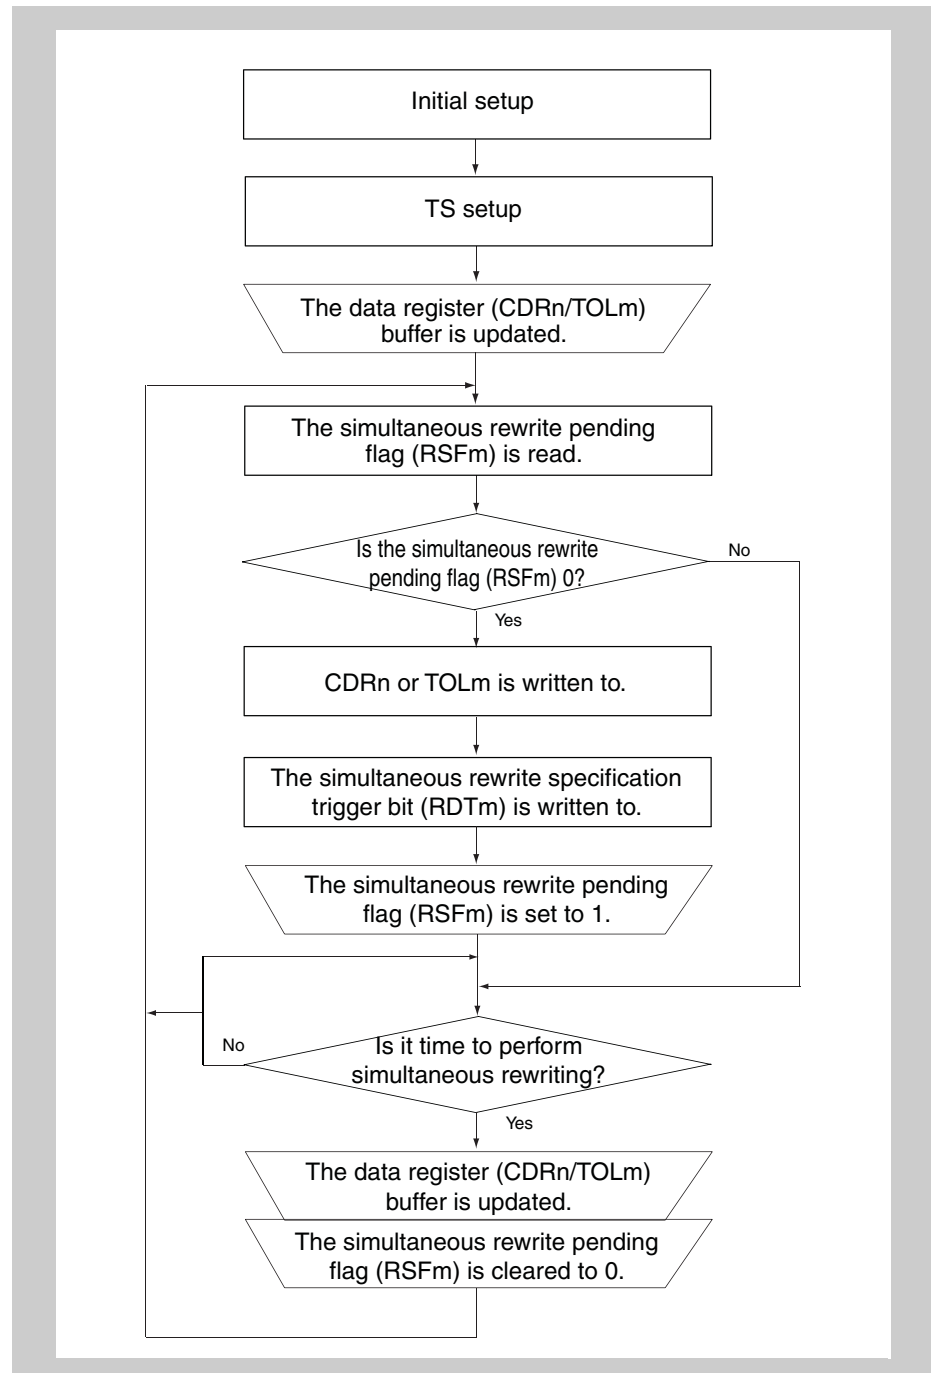 Initial setup
TS setup
The data register (CDRn/TOLm)
buffer is updated.
The simultaneous rewrite pending
flag (RSFm) is read.
Is the simultaneous rewrite
pending flag (RSFm) 0?
No
Yes
CDRn or TOLm is written to.
The simultaneous rewrite specification
trigger bit (RDTm) is written to.
The simultaneous rewrite pending
flag (RSFm) is set to 1.
No
Is it time to perform
simultaneous rewriting?
Yes
The data register (CDRn/TOLm)
buffer is updated.
The simultaneous rewrite pending
flag (RSFm) is cleared to 0.